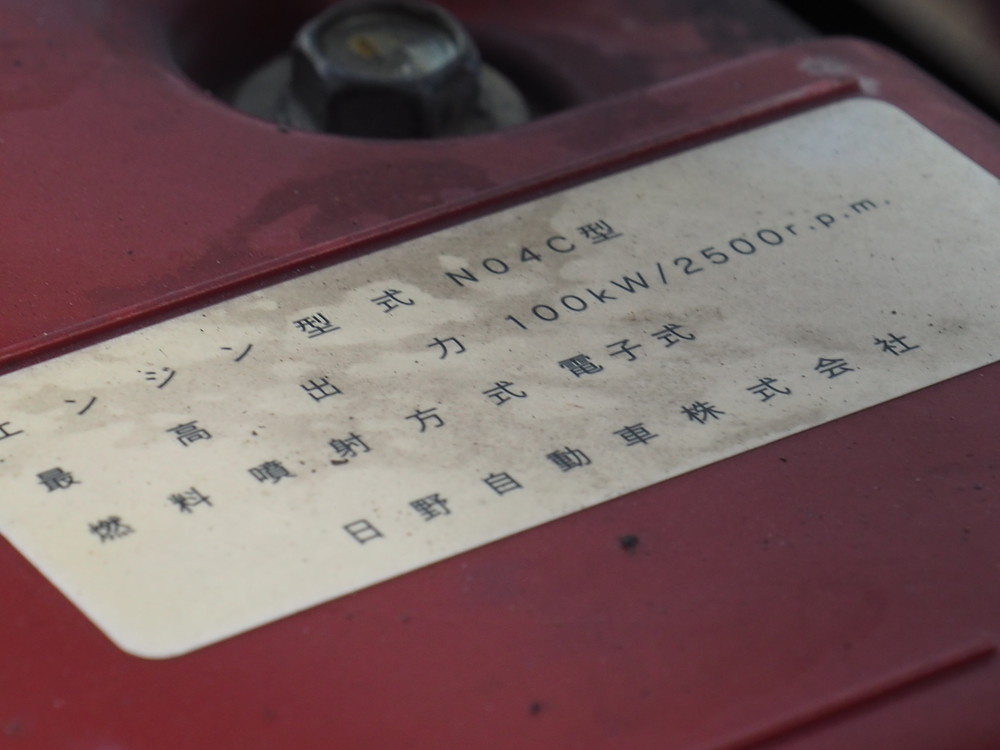 エンジン型式 N04C型
最高出力 100kW/2500r.p.m.
燃料噴射方式 電子式
日野自動車株式会社